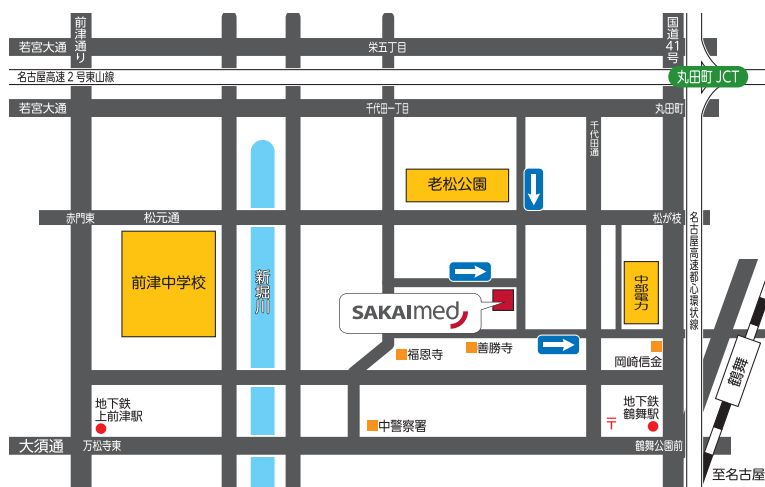 前津通り
国道41号
若宮大通
栄五丁目
名古屋高速2号東山線
丸田町 JCT
若宮大通
千代田一丁目
丸田町
千代田通
老松公園
赤門東
松元通
松が枝
名古屋高速都心環状線
前津中学校
新堀川
中部電力
SAKAImed
福恩寺
善勝寺
岡崎信金
鶴舞
地下鉄
上前津駅
中警察署
地下鉄
鶴舞駅
〒
大須通
万松寺東
鶴舞公園前
至名古屋